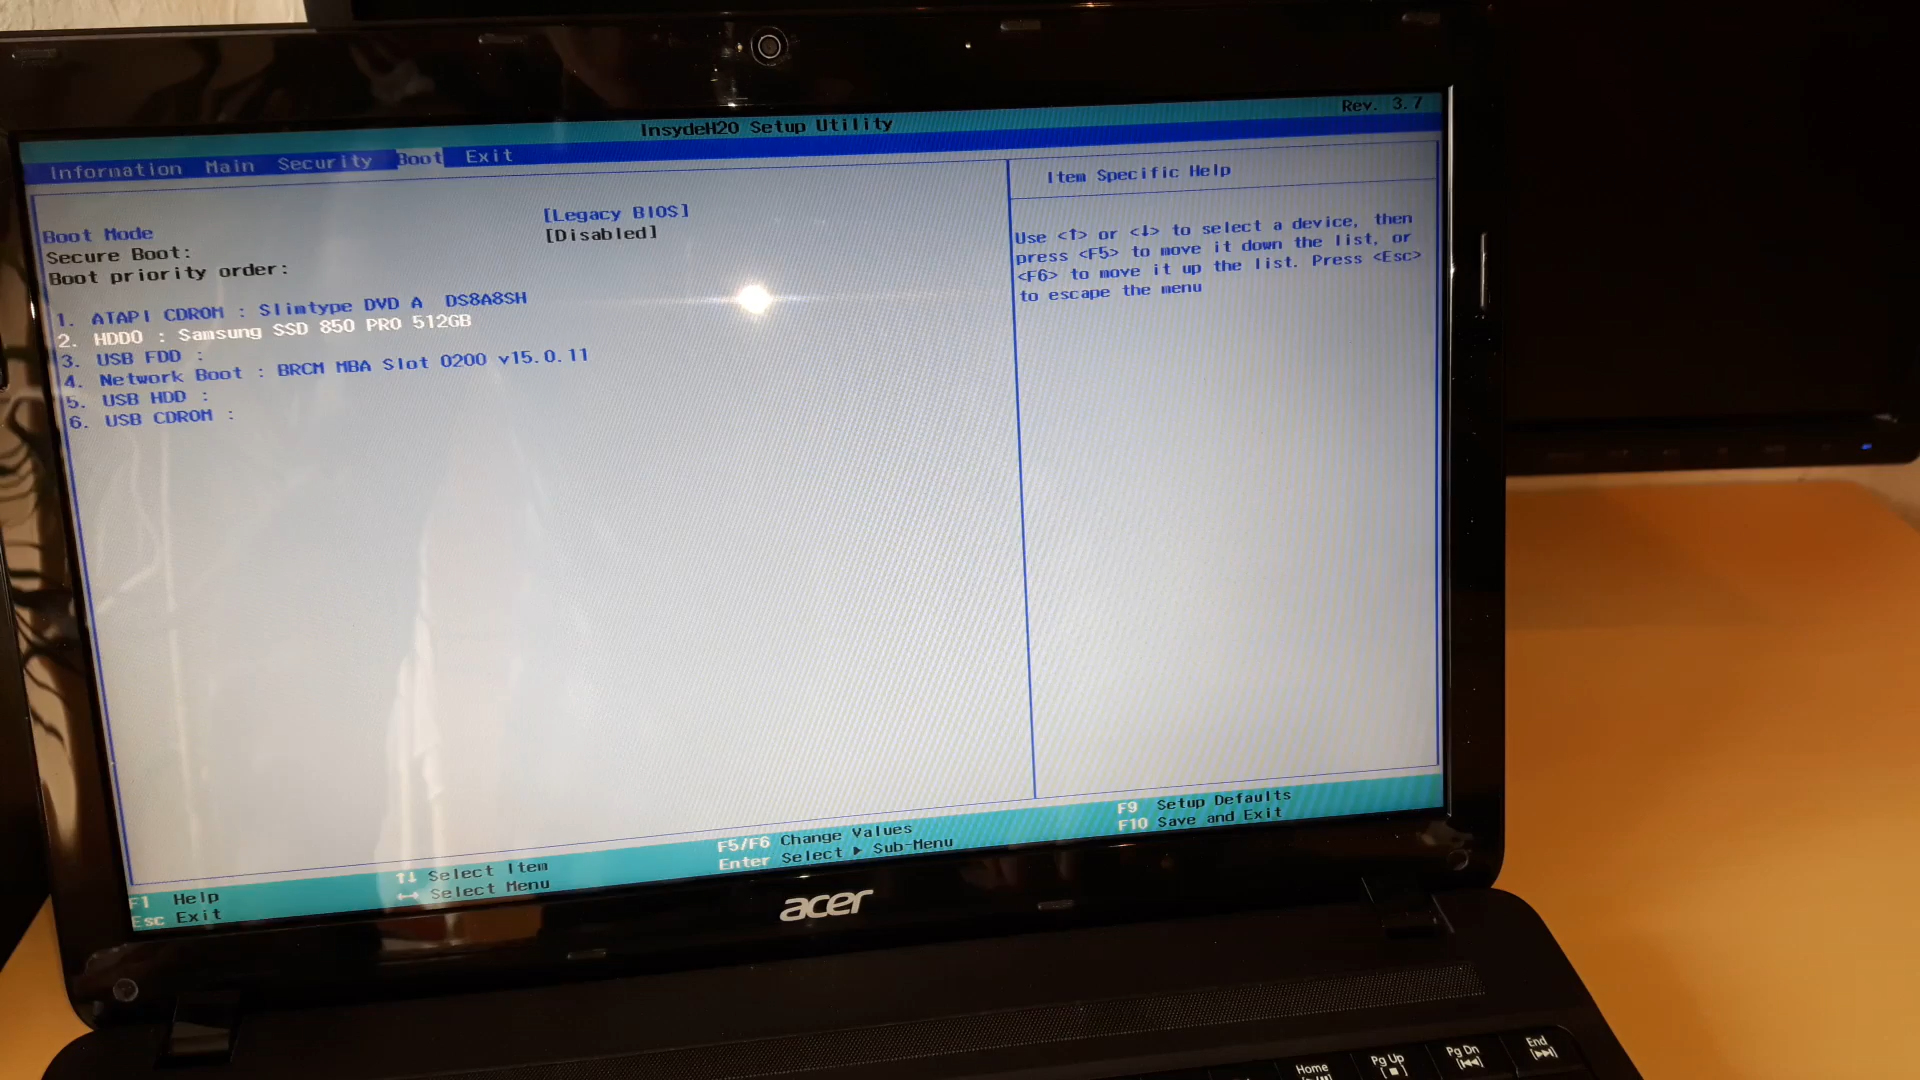 InsydeH20 Setup Utility
Rev. 3.7
Information Main Security Boot Exit
Boot Mode [Legacy BIOS]
Secure Boot: [Disabled]
Boot priority order:
1. ATAPI CDROM : Slimtype DVD A DS8A8SH
2. HDD0 : Samsung SSD 850 PRO 512GB
3. USB FDD :
4. Network Boot : BRCM MBA Slot 0200 v15.0.11
5. USB HDD :
6. USB CDROM :
Item Specific Help
Use <↑> or <↓> to select a device, then
press <F5> to move it down the list, or
<F6> to move it up the list. Press <Esc>
to escape the menu
F1 Help
Esc Exit
↑↓ Select Item
↔ Select Menu
F5/F6 Change Values
Enter Select ▶ Sub-Menu
F9 Setup Defaults
F10 Save and Exit
acer
Home
Pg Up
Pg Dn
End